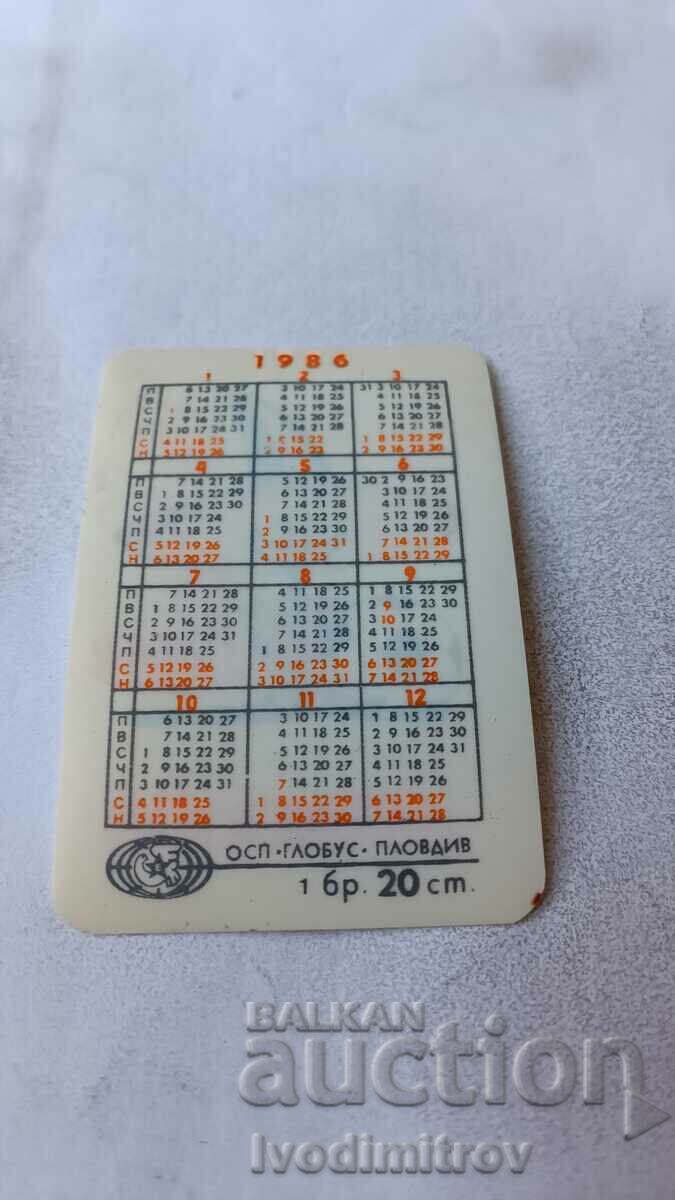 1986
1 2 3
П 6 13 20 27 3 10 17 24 31 3 10 17 24
В 7 14 21 28 4 11 18 25 4 11 18 25
С 1 8 15 22 29 5 12 19 26 5 12 19 26
Ч 2 9 16 23 30 6 13 20 27 6 13 20 27
П 3 10 17 24 31 7 14 21 28 7 14 21 28
С 4 11 18 25 1 8 15 22 1 8 15 22 29
Н 5 12 19 26 2 9 16 23 2 9 16 23 30
4 5 6
П 7 14 21 28 5 12 19 26 30 2 9 16 23
В 1 8 15 22 29 6 13 20 27 3 10 17 24
С 2 9 16 23 30 7 14 21 28 4 11 18 25
Ч 3 10 17 24 1 8 15 22 29 5 12 19 26
П 4 11 18 25 2 9 16 23 30 6 13 20 27
С 5 12 19 26 3 10 17 24 31 7 14 21 28
Н 6 13 20 27 4 11 18 25 1 8 15 22 29
7 8 9
П 7 14 21 28 4 11 18 25 1 8 15 22 29
В 1 8 15 22 29 5 12 19 26 2 9 16 23 30
С 2 9 16 23 30 6 13 20 27 3 10 17 24
Ч 3 10 17 24 31 7 14 21 28 4 11 18 25
П 4 11 18 25 1 8 15 22 29 5 12 19 26
С 5 12 19 26 2 9 16 23 30 6 13 20 27
Н 6 13 20 27 3 10 17 24 31 7 14 21 28
10 11 12
П 6 13 20 27 3 10 17 24 1 8 15 22 29
В 7 14 21 28 4 11 18 25 2 9 16 23 30
С 1 8 15 22 29 5 12 19 26 3 10 17 24 31
Ч 2 9 16 23 30 6 13 20 27 4 11 18 25
П 3 10 17 24 31 7 14 21 28 5 12 19 26
С 4 11 18 25 1 8 15 22 29 6 13 20 27
Н 5 12 19 26 2 9 16 23 30 7 14 21 28
ОСП • ГЛОБУС • ПЛОВДИВ
1 бр. 20 ст.
BALKAN
auction
Ivodimitrov